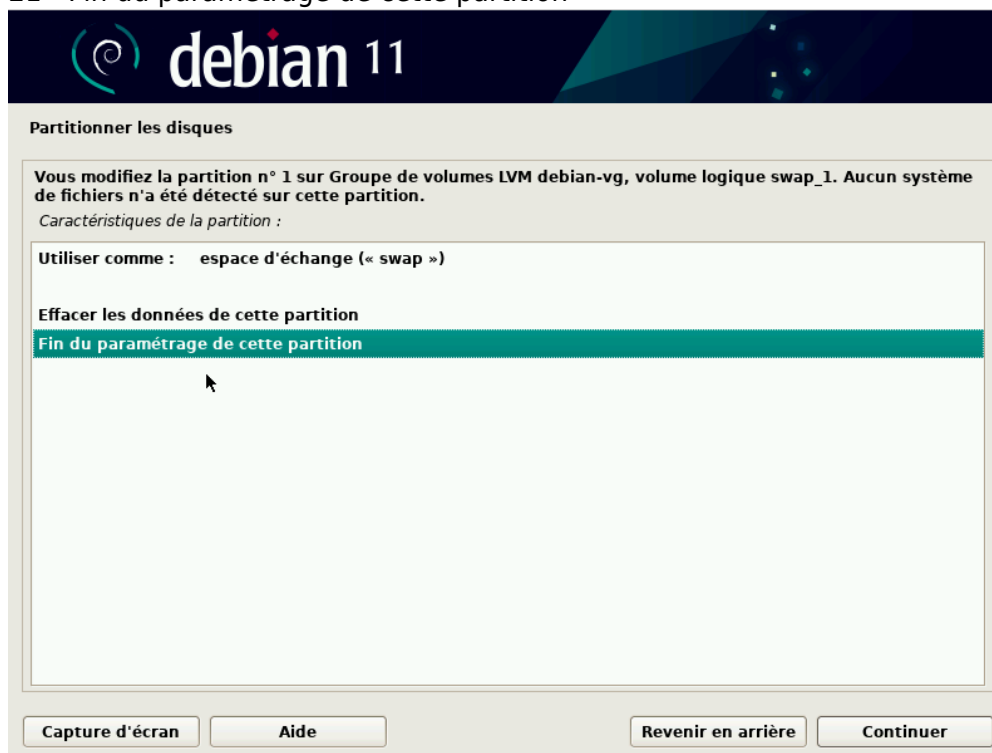 debian 11
Partitionner les disques
Vous modifiez la partition n° 1 sur Groupe de volumes LVM debian-vg, volume logique swap_1. Aucun système
de fichiers n'a été détecté sur cette partition.
Caractéristiques de la partition :
Utiliser comme : espace d'échange (« swap »)
Effacer les données de cette partition
Fin du paramétrage de cette partition
Capture d'écran Aide Revenir en arrière Continuer